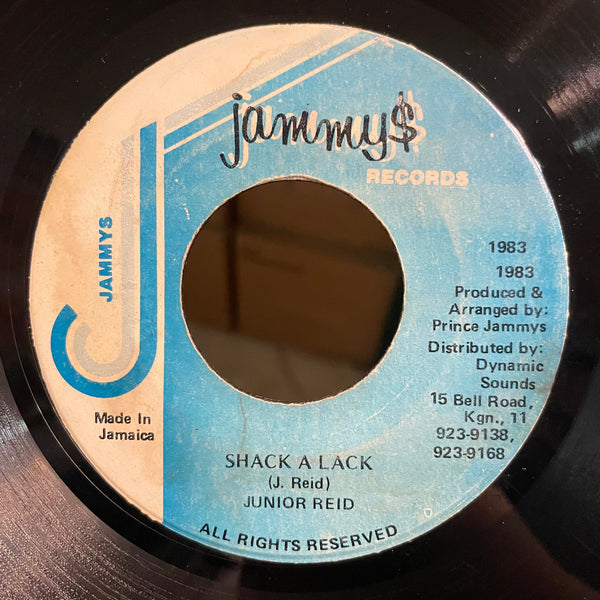 jammy$
RECORDS
JAMMYS
1983
1983
Produced &
Arranged by:
Prince Jammys
Distributed by:
Dynamic
Sounds
15 Bell Road,
Kgn., 11
923-9138,
923-9168
Made In
Jamaica
SHACK A LACK
(J. Reid)
JUNIOR REID
ALL RIGHTS RESERVED